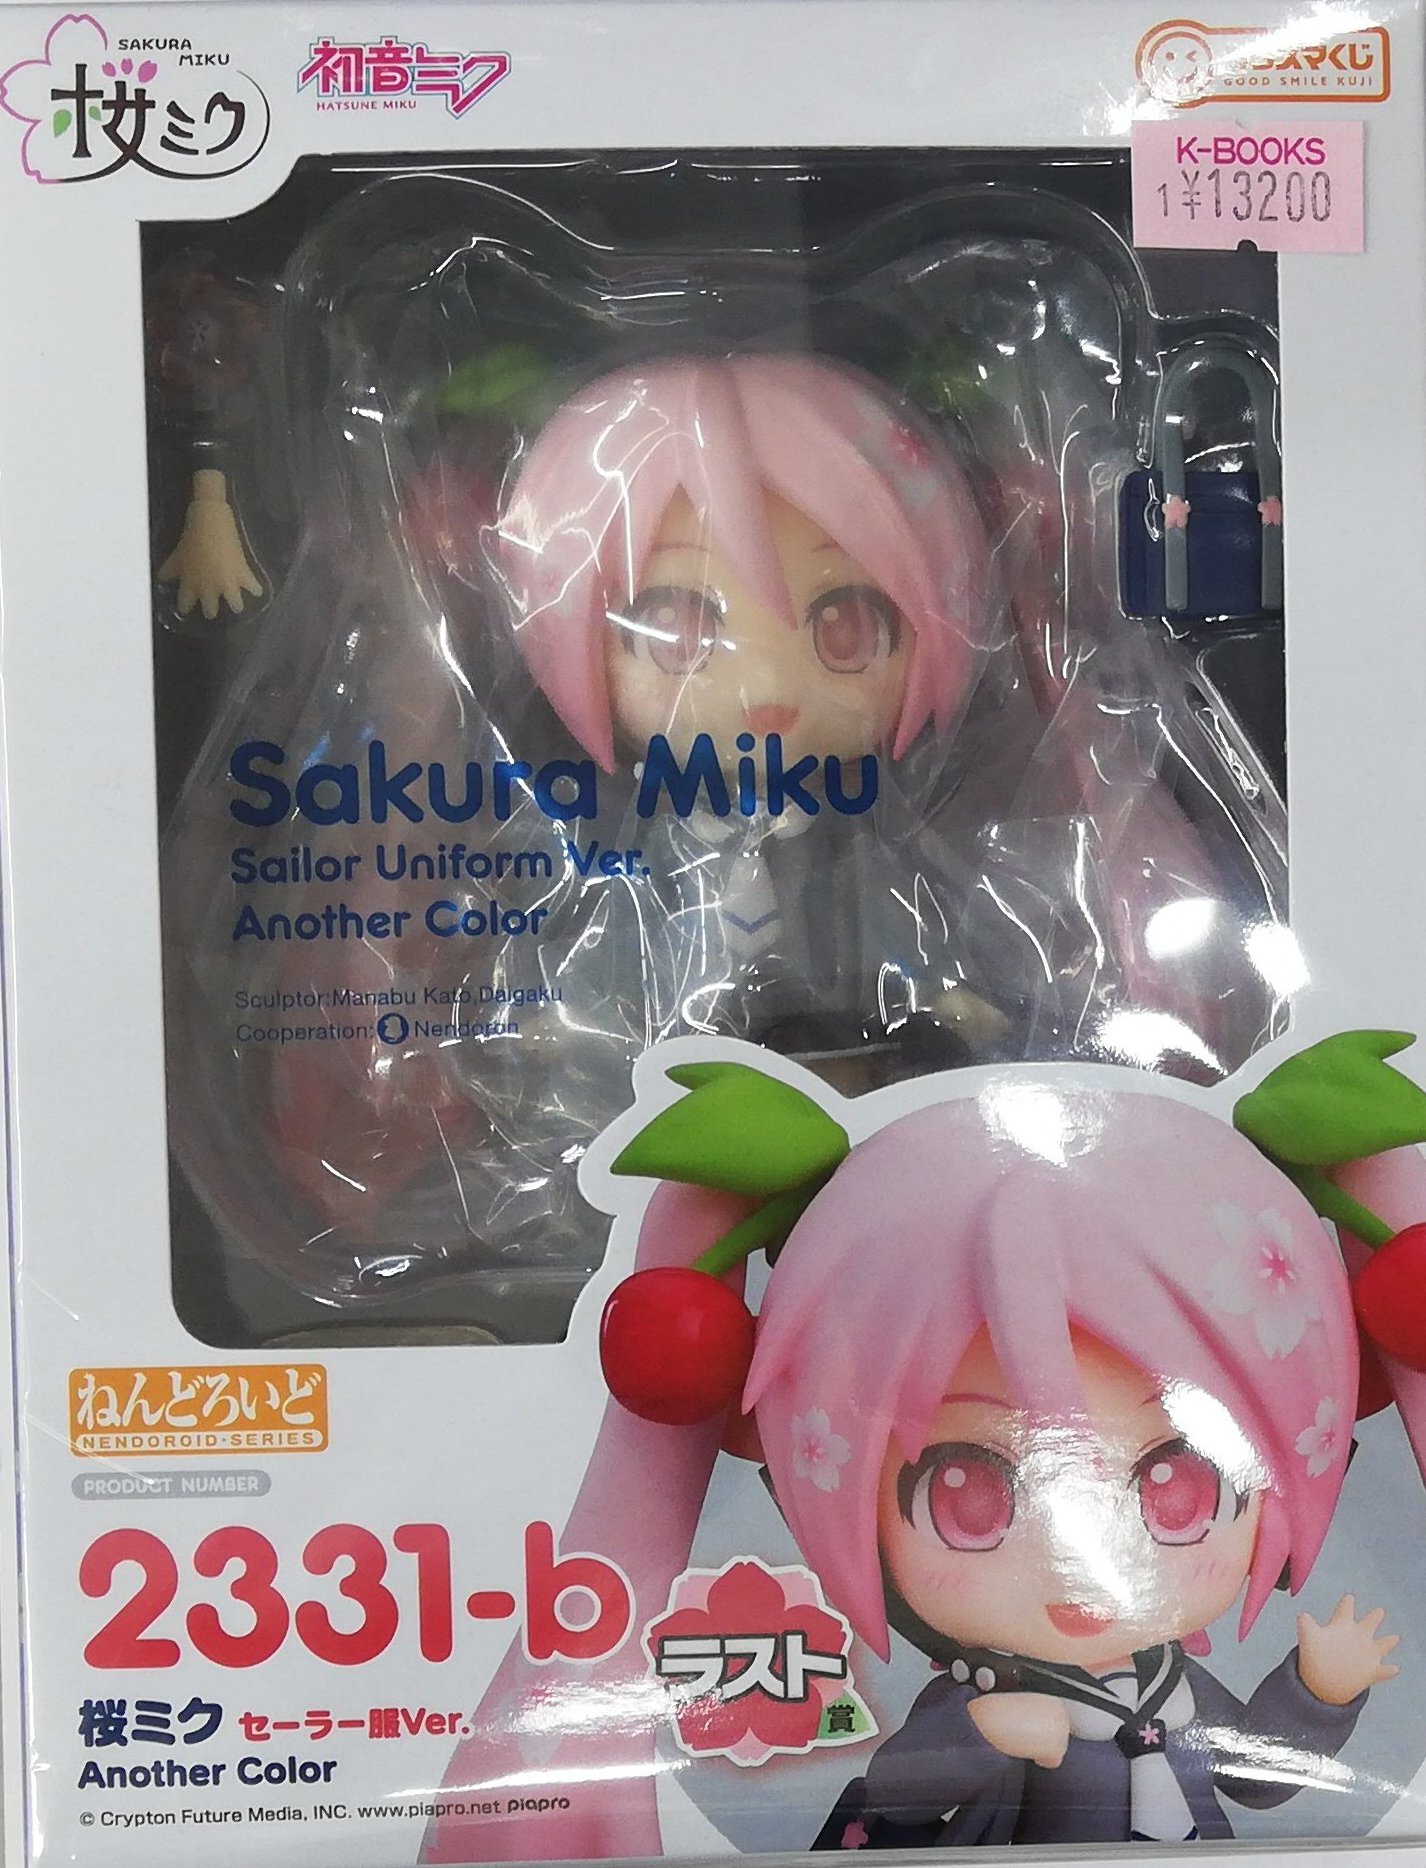 SAKURA
MIKU
桜ミク
初音ミク
HATSUNE MIKU
GOOD SMILE KUJI
K-BOOKS
1¥13200
Sakura Miku
Sailor Uniform Ver.
Another Color
Sculptor:Manabu Kato,Daigaku
Cooperation: Nendoron
ねんどろいど
NENDOROID・SERIES
PRODUCT NUMBER
2331-b
ラスト
賞
桜ミク セーラー服Ver.
Another Color
© Crypton Future Media, INC. www.piapro.net piapro